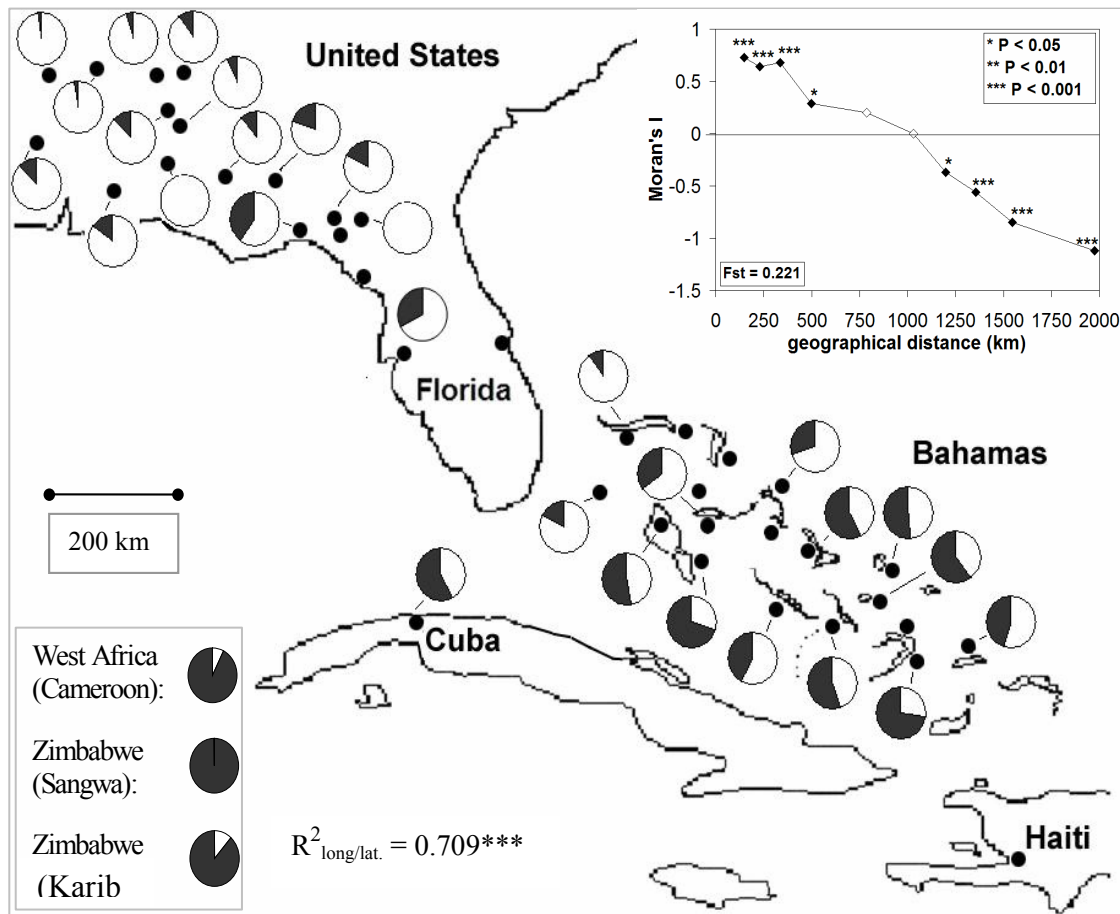 United States
Florida
Bahamas
Cuba
Haiti
200 km
West Africa
(Cameroon):
Zimbabwe
(Sangwa):
Zimbabwe
(Karib
R²long/lat. = 0.709***
Moran's I
1
0.5
0
-0.5
-1
-1.5
***
***
***
*
*
***
***
***
* P < 0.05
** P < 0.01
*** P < 0.001
Fst = 0.221
0 250 500 750 1000 1250 1500 1750 2000
geographical distance (km)